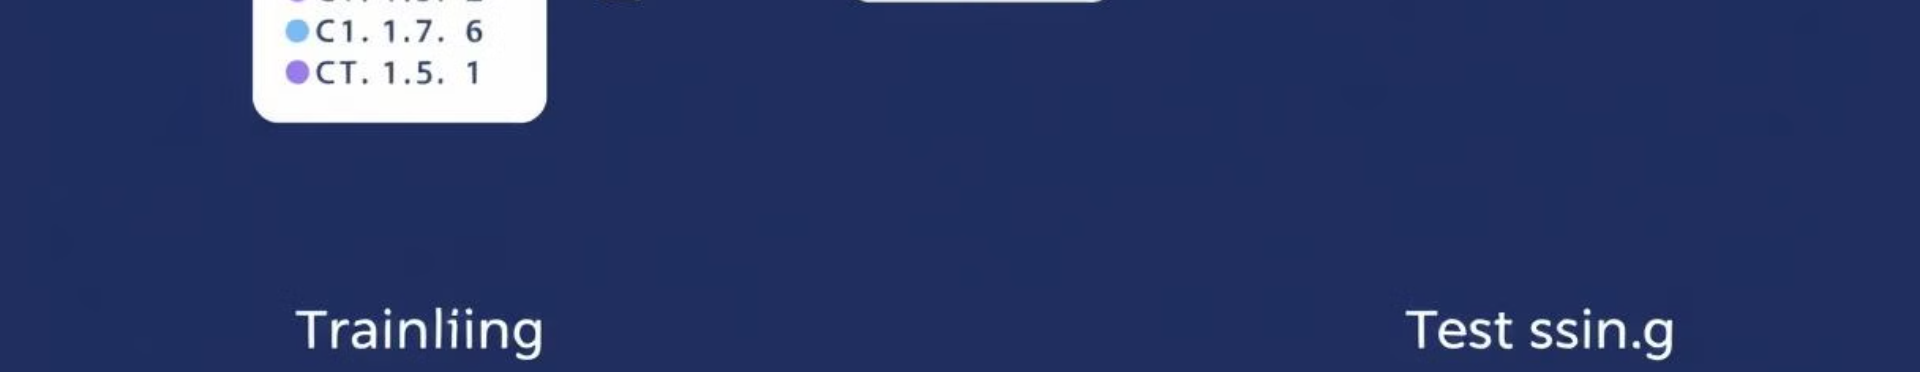 C1. 1.7. 6
CT. 1.5. 1
Trainliing
Test ssin.g